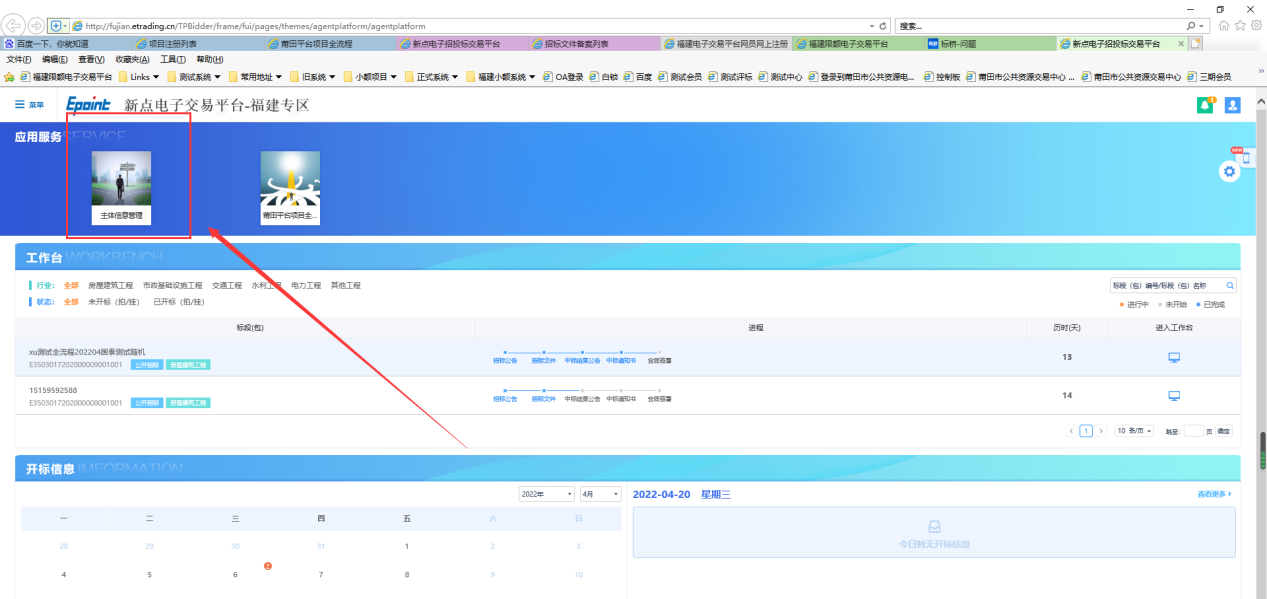 http://fujian.etrading.cn/TPBidder/frame/fui/pages/themes/agentplatform/agentplatform
搜索...
百度一下，你就知道 项目注册列表 莆田平台项目全流程 新点电子招投标交易平台 招标文件备案列表 福建电子交易平台网员网上注册 福建限额电子交易平台 标桥-问题 新点电子招投标交易平台
文件(F) 编辑(E) 查看(V) 收藏夹(A) 工具(T) 帮助(H)
福建限额电子交易平台 Links 测试系统 常用地址 旧系统 小额项目 正式系统 福建小额系统 OA登录 白锁 百度 测试会员 测试评标 测试中心 登录到莆田市公共资源电... 控制板 莆田市公共资源交易中心 ... 莆田市公共资源交易中心 三期会员
菜单 Epoint 新点电子交易平台-福建专区 1
应用服务 SERVICE
NEW
主体信息管理 莆田平台项目全...
工作台 WORKBENCH
行业: 全部 房屋建筑工程 市政基础设施工程 交通工程 水利工程 电力工程 其他工程
标段（包）编号/标段（包）名称
状态: 全部 未开标（拍/挂） 已开标（拍/挂）
进行中 未开始 已完成
标段(包) 进程 历时(天) 进入工作台
xu测试全流程202204国泰测试随机
E3503017202000009001001 公开招标 房屋建筑工程
招标公告 招标文件 中标结果公告 中标通知书 合同签署
13
15159592588
E3503017202000008001001 公开招标 房屋建筑工程
招标公告 招标文件 中标结果公告 中标通知书 合同签署
14
1 10 条/页 跳至: 页 确定
开标信息 IMFORMATION
2022年 4月 2022-04-20 星期三 查看更多
一 二 三 四 五 六 日
28 29 30 31 1 2 3
今日暂无开标信息
4 5 6 2 7 8 9 10